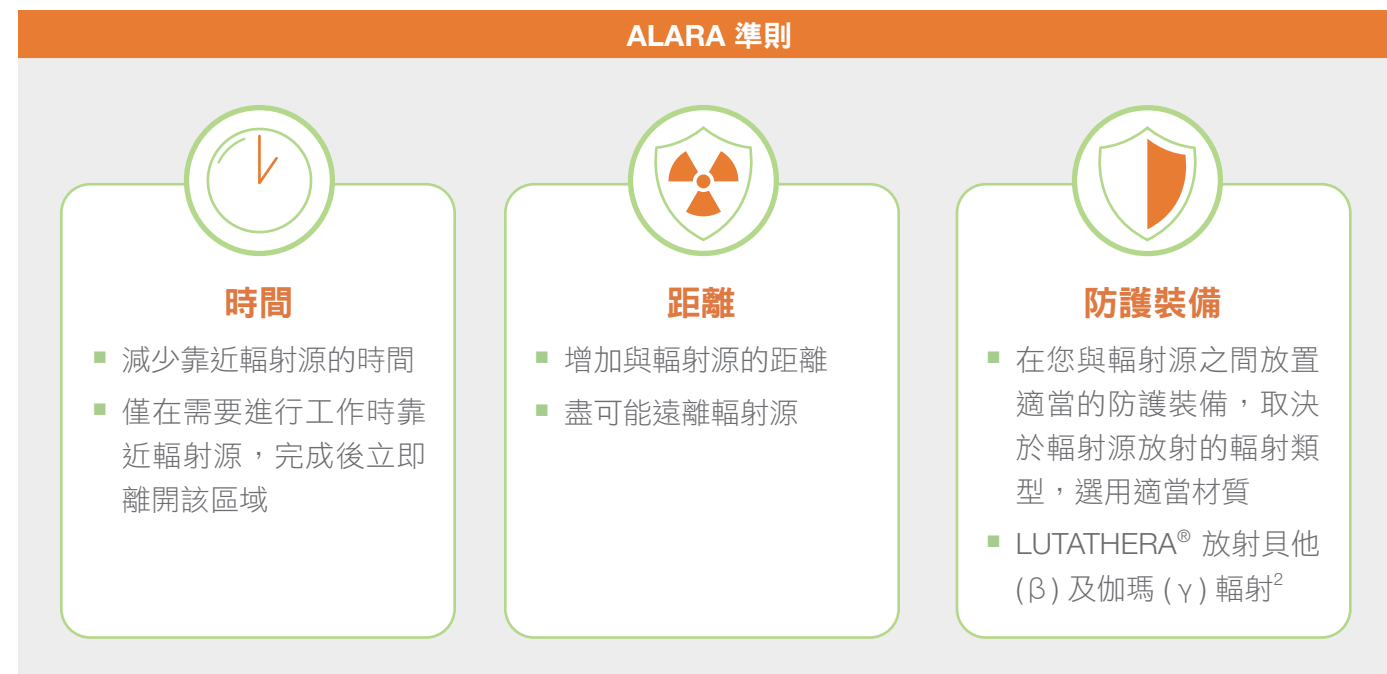 ALARA 準則
時間
■ 減少靠近輻射源的時間
■ 僅在需要進行工作時靠
近輻射源，完成後立即
離開該區域
距離
■ 增加與輻射源的距離
■ 盡可能遠離輻射源
防護裝備
■ 在您與輻射源之間放置
適當的防護裝備，取決
於輻射源放射的輻射類
型，選用適當材質
■ LUTATHERA® 放射貝他
(β) 及伽瑪 (γ) 輻射²